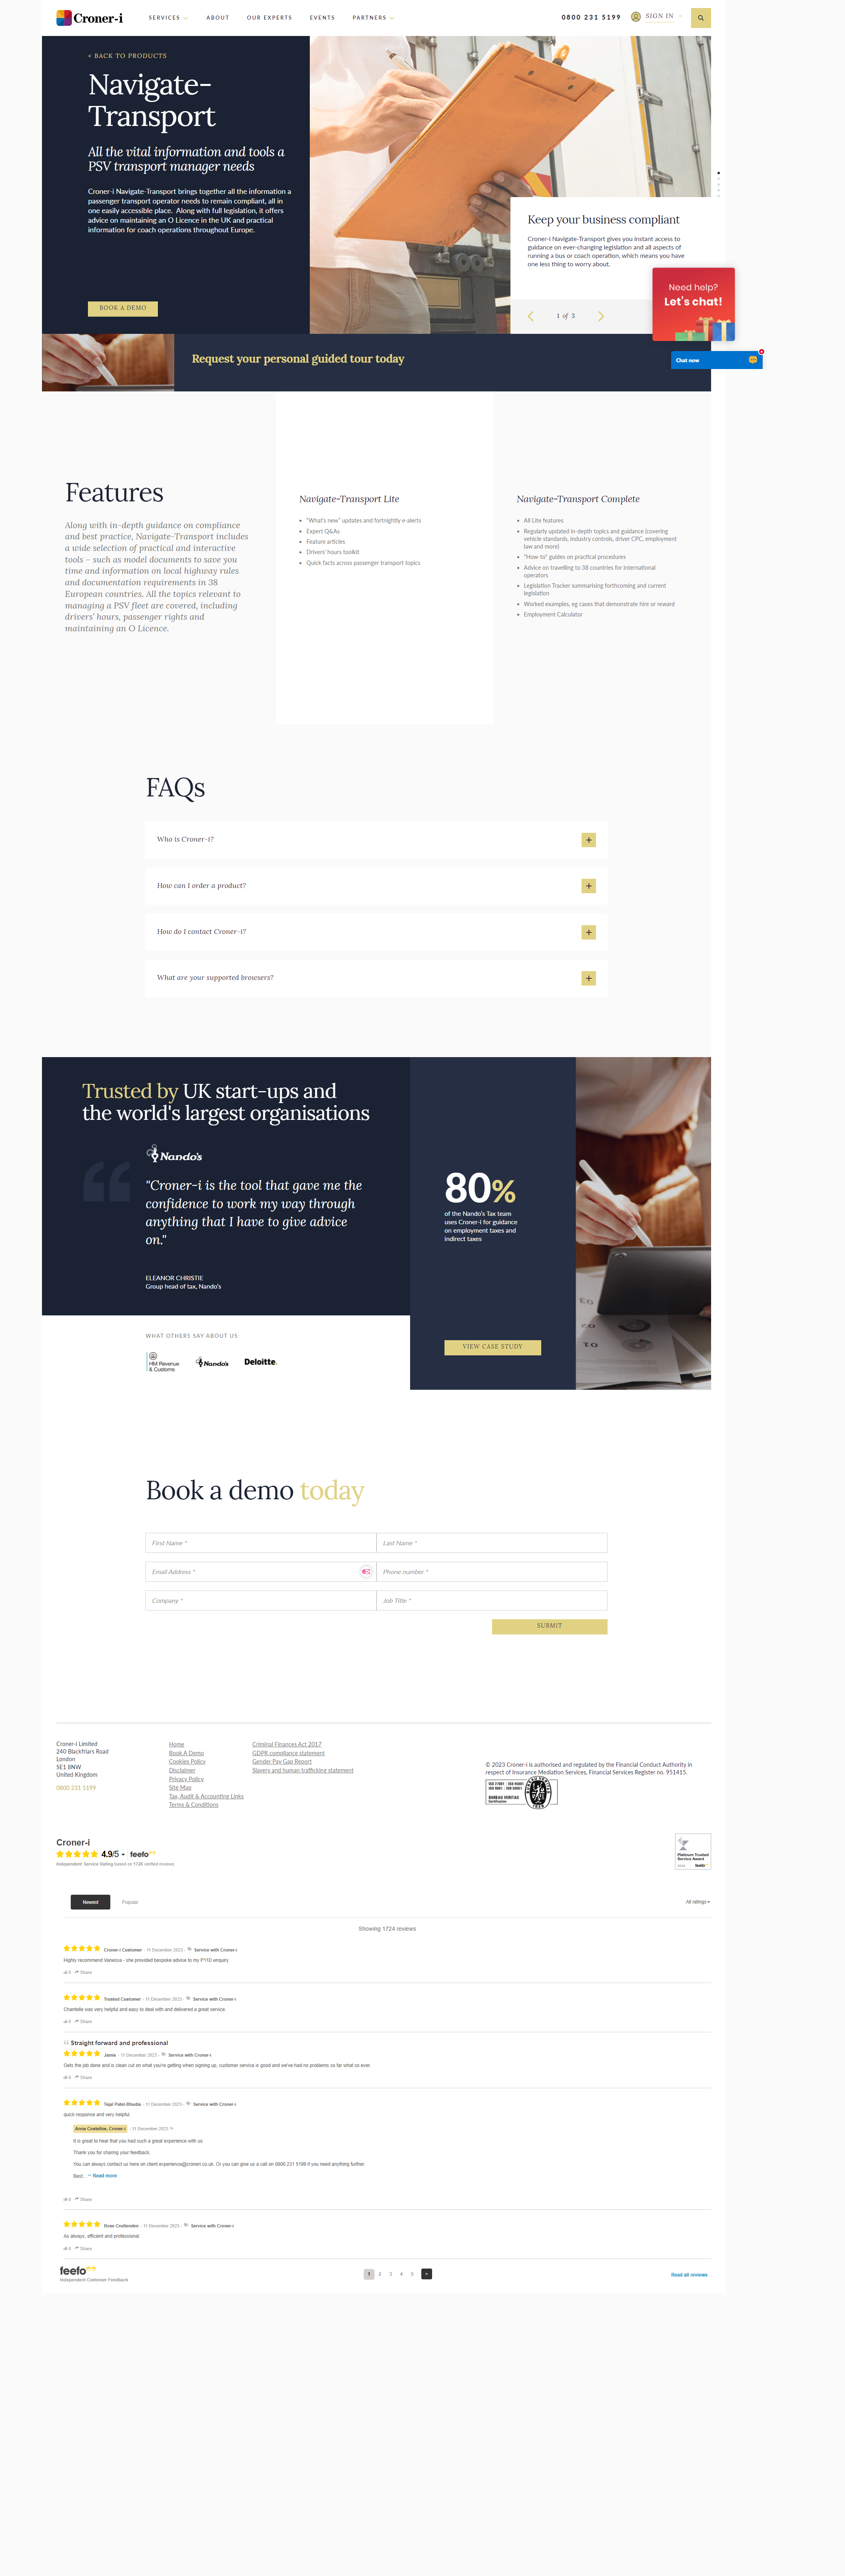 Croner-i
SERVICES
ABOUT
OUR EXPERTS
EVENTS
PARTNERS
0800 231 5199
SIGN IN
< BACK TO PRODUCTS
Navigate-
Transport
All the vital information and tools a
PSV transport manager needs
Croner-i Navigate-Transport brings together all the information a
passenger transport operator needs to remain compliant, all in
one easily accessible place. Along with full legislation, it offers
advice on maintaining an O Licence in the UK and practical
information for coach operations throughout Europe.
BOOK A DEMO
Keep your business compliant
Croner-i Navigate-Transport gives you instant access to
guidance on ever-changing legislation and all aspects of
running a bus or coach operation, which means you have
one less thing to worry about.
1 of 3
Need help?
Let's chat!
Chat now
Request your personal guided tour today
Features
Along with in-depth guidance on compliance
and best practice, Navigate-Transport includes
a wide selection of practical and interactive
tools – such as model documents to save you
time and information on local highway rules
and documentation requirements in 38
European countries. All the topics relevant to
managing a PSV fleet are covered, including
drivers' hours, passenger rights and
maintaining an O Licence.
Navigate-Transport Lite
• "What's new" updates and fortnightly e-alerts
• Expert Q&As
• Feature articles
• Drivers' hours toolkit
• Quick facts across passenger transport topics
Navigate-Transport Complete
• All Lite features
• Regularly updated in-depth topics and guidance (covering
vehicle standards, industry controls, driver CPC, employment
law and more)
• "How-to" guides on practical procedures
• Advice on travelling to 38 countries for international
operators
• Legislation Tracker summarising forthcoming and current
legislation
• Worked examples, eg cases that demonstrate hire or reward
• Employment Calculator
FAQs
Who is Croner-i?
How can I order a product?
How do I contact Croner-i?
What are your supported browsers?
Trusted by UK start-ups and
the world's largest organisations
Nando's
"Croner-i is the tool that gave me the
confidence to work my way through
anything that I have to give advice
on."
ELEANOR CHRISTIE
Group head of tax, Nando's
80%
of the Nando's Tax team
uses Croner-i for guidance
on employment taxes and
indirect taxes
VIEW CASE STUDY
WHAT OTHERS SAY ABOUT US:
HM Revenue
& Customs
Nando's
Deloitte.
Book a demo today
First Name *
Last Name *
Email Address *
Phone number *
Company *
Job Title *
SUBMIT
Croner-i Limited
240 Blackfriars Road
London
SE1 8NW
United Kingdom
0800 231 5199
Home
Book A Demo
Cookies Policy
Disclaimer
Privacy Policy
Site Map
Tax, Audit & Accounting Links
Terms & Conditions
Criminal Finances Act 2017
GDPR compliance statement
Gender Pay Gap Report
Slavery and human trafficking statement
© 2023 Croner-i is authorised and regulated by the Financial Conduct Authority in
respect of Insurance Mediation Services, Financial Services Register no. 951415.
BUREAU VERITAS
Certification
Croner-i
4.9/5 - feefo
Independent Service Rating based on 1736 verified reviews
Platinum Trusted
Service Award
2023 feefo
Newest
Popular
All ratings
Showing 1724 reviews
Croner-i Customer - 11 December 2023 - Service with Croner-i
Highly recommend Vanessa - she provided bespoke advice to my P11D enquiry.
0 Share
Trusted Customer - 11 December 2023 - Service with Croner-i
Chantelle was very helpful and easy to deal with and delivered a great service
0 Share
Straight forward and professional
Jamie - 11 December 2023 - Service with Croner-i
Gets the job done and is clean cut on what you're getting when signing up, customer service is good and we've had no problems so far what so ever.
0 Share
Tejal Patel-Bhudia - 11 December 2023 - Service with Croner-i
quick response and very helpful
Anna Costelloe, Croner-i - 11 December 2023
It is great to hear that you had such a great experience with us.
Thank you for sharing your feedback.
You can always contact us here on client.experience@croneri.co.uk. Or you can give us a call on 0800 231 5199 if you need anything further.
Best... Read more
0 Share
Rose Cruttenden - 11 December 2023 - Service with Croner-i
As always, efficient and professional
0 Share
feefo
Independent Customer Feedback
1 2 3 4 5 >
Read all reviews